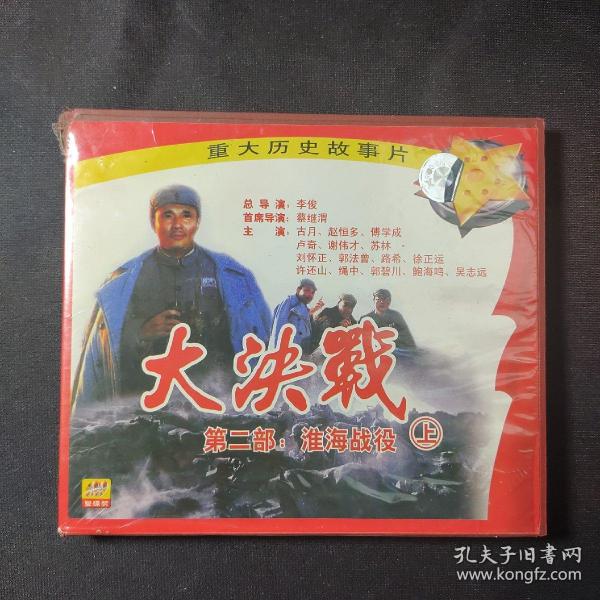 重大历史故事片
总导演：李俊
首席导演：蔡继渭
主演：古月、赵恒多、傅学成
卢奇、谢伟才、苏林
刘怀正、郭法曾、路希、徐正运
许还山、绳中、郭碧川、鲍海鸣、吴志远
大决戰
第二部：淮海战役 上
孔夫子旧书网
www.kongfz.com